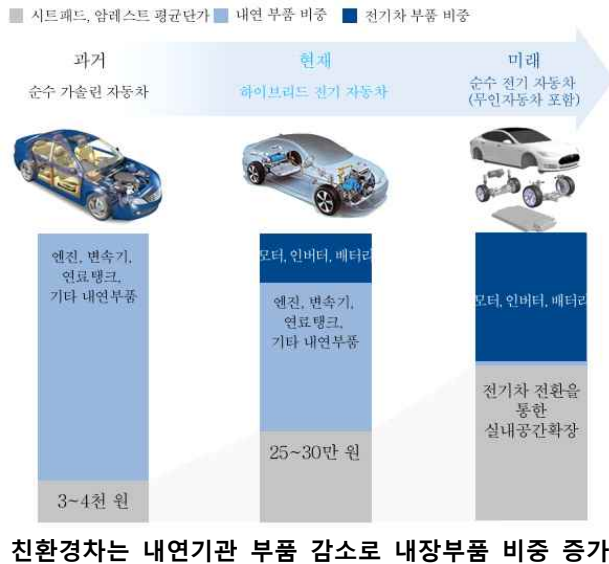 시트패드, 암레스트 평균단가 내연 부품 비중 전기차 부품 비중
과거
순수 가솔린 자동차
현재
하이브리드 전기 자동차
미래
순수 전기 자동차
(무인자동차 포함)
엔진, 변속기,
연료탱크,
기타 내연부품
3~4천 원
모터, 인버터, 배터리
엔진, 변속기,
연료탱크,
기타 내연부품
25~30만 원
모터, 인버터, 배터리
전기차 전환을
통한
실내공간확장
친환경차는 내연기관 부품 감소로 내장부품 비중 증가